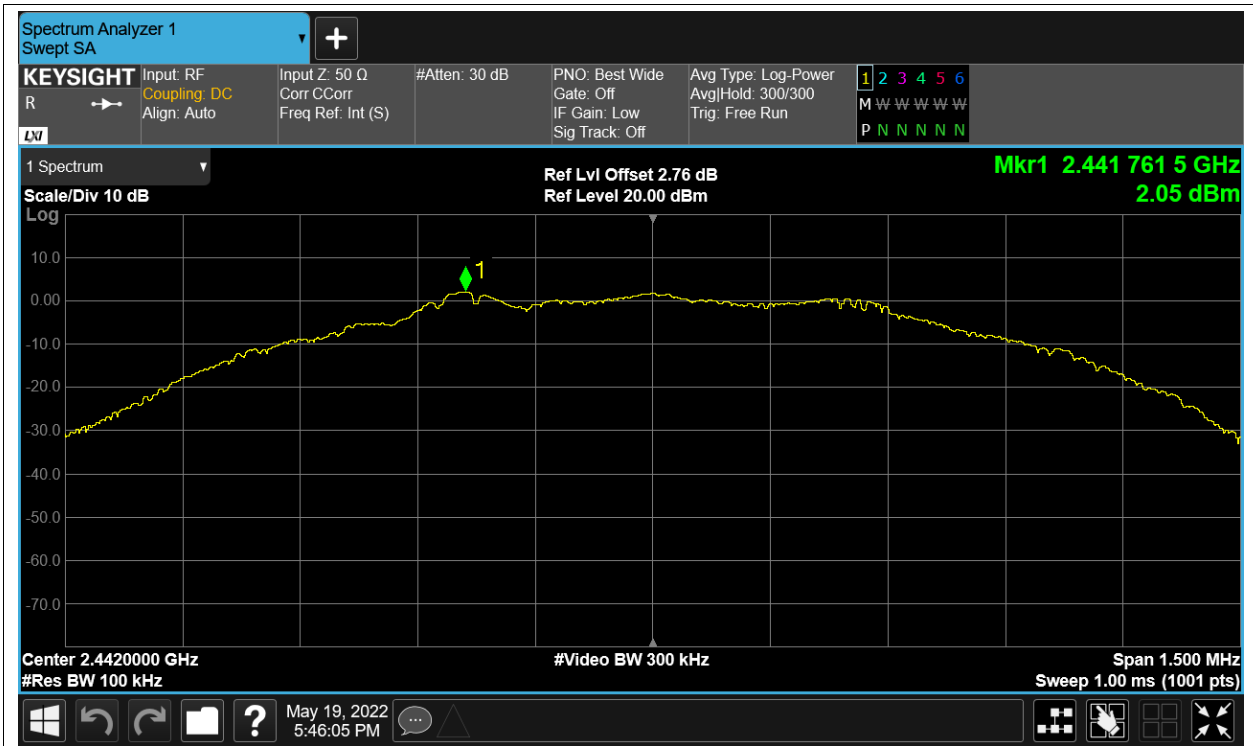 Spectrum Analyzer 1
Swept SA
KEYSIGHT
R
LXI
Input: RF
Coupling: DC
Align: Auto
Input Z: 50 Ω
Corr CCorr
Freq Ref: Int (S)
#Atten: 30 dB
PNO: Best Wide
Gate: Off
IF Gain: Low
Sig Track: Off
Avg Type: Log-Power
Avg|Hold: 300/300
Trig: Free Run
1 2 3 4 5 6
M W W W W W W
P N N N N N N
1 Spectrum
Scale/Div 10 dB
Log
Ref Lvl Offset 2.76 dB
Ref Level 20.00 dBm
Mkr1 2.441 761 5 GHz
2.05 dBm
10.0
1
0.00
-10.0
-20.0
-30.0
-40.0
-50.0
-60.0
-70.0
Center 2.4420000 GHz
#Video BW 300 kHz
Span 1.500 MHz
#Res BW 100 kHz
Sweep 1.00 ms (1001 pts)
?
May 19, 2022
5:46:05 PM